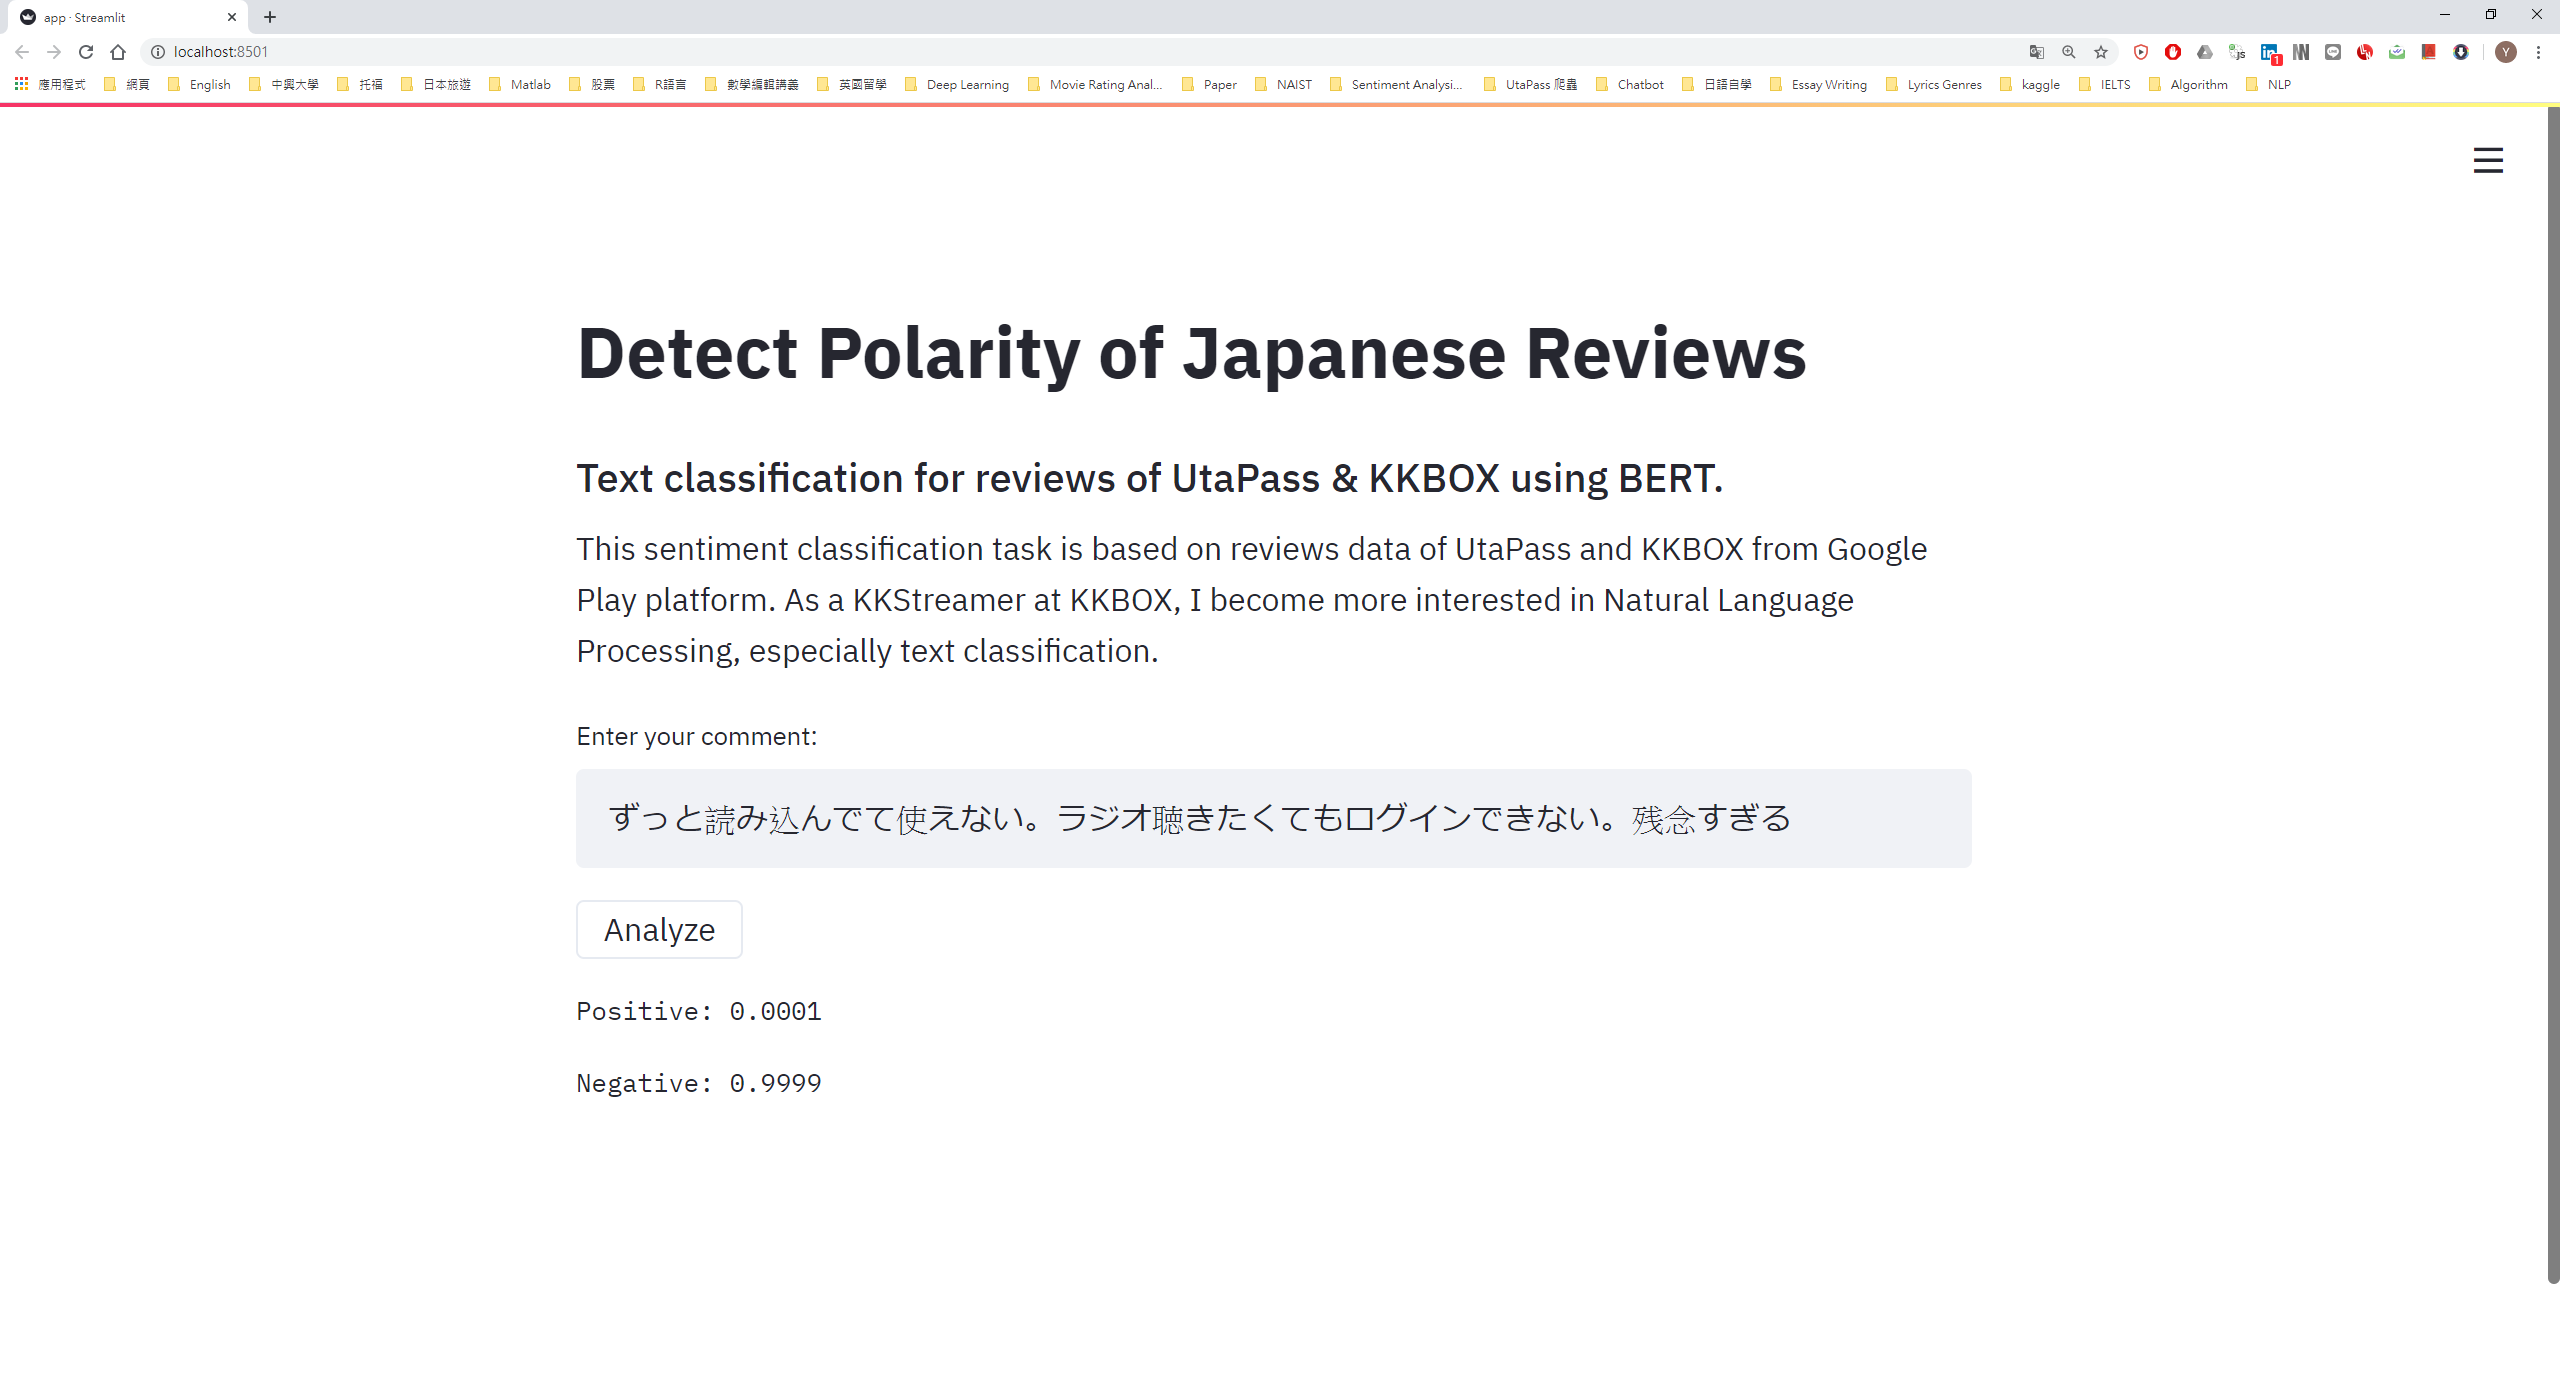 app · Streamlit
localhost:8501
應用程式 網頁 English 中興大學 托福 日本旅遊 Matlab 股票 R語言 數學編輯講義 英國留學 Deep Learning Movie Rating Anal... Paper NAIST Sentiment Analysi... UtaPass 爬蟲 Chatbot 日語自學 Essay Writing Lyrics Genres kaggle IELTS Algorithm NLP
Detect Polarity of Japanese Reviews
Text classification for reviews of UtaPass & KKBOX using BERT.
This sentiment classification task is based on reviews data of UtaPass and KKBOX from Google
Play platform. As a KKStreamer at KKBOX, I become more interested in Natural Language
Processing, especially text classification.
Enter your comment:
ずっと読み込んでて使えない。ラジオ聴きたくてもログインできない。残念すぎる
Analyze
Positive: 0.0001
Negative: 0.9999